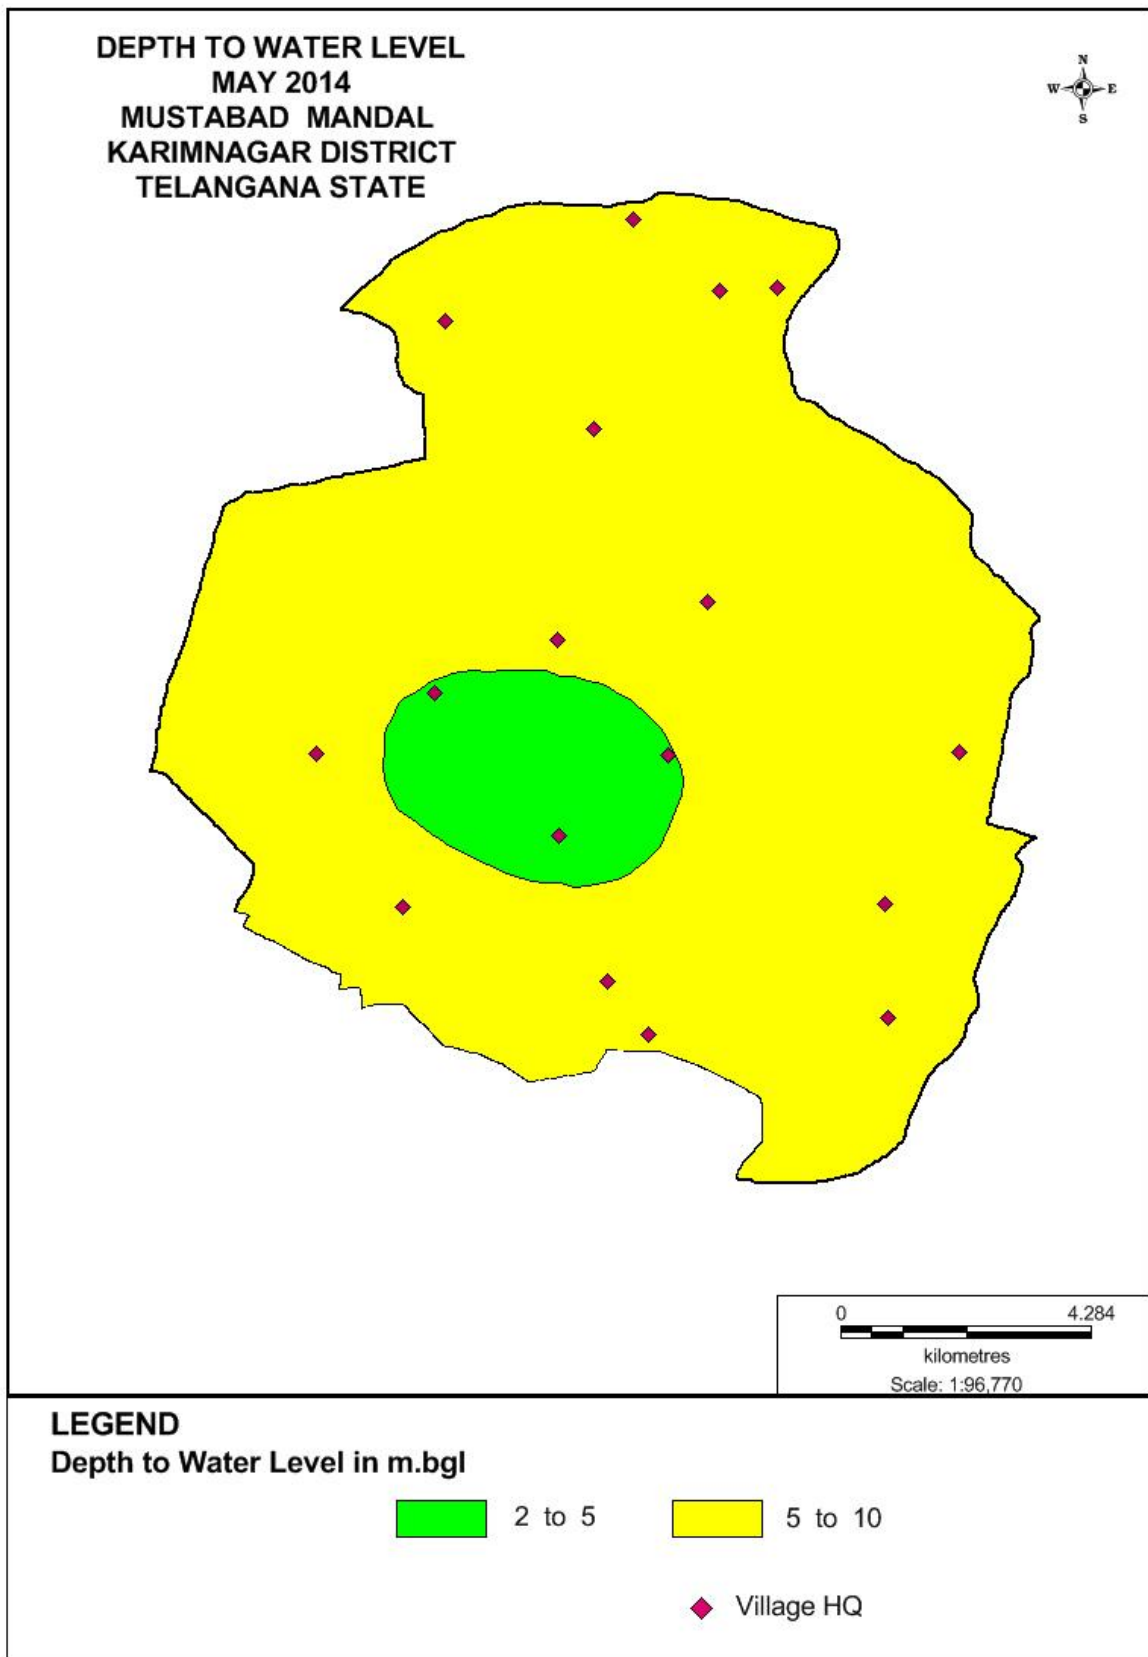 DEPTH TO WATER LEVEL
MAY 2014
MUSTABAD MANDAL
KARIMNAGAR DISTRICT
TELANGANA STATE
N
W E
S
0 4.284
kilometres
Scale: 1:96,770
LEGEND
Depth to Water Level in m.bgl
2 to 5 5 to 10
Village HQ